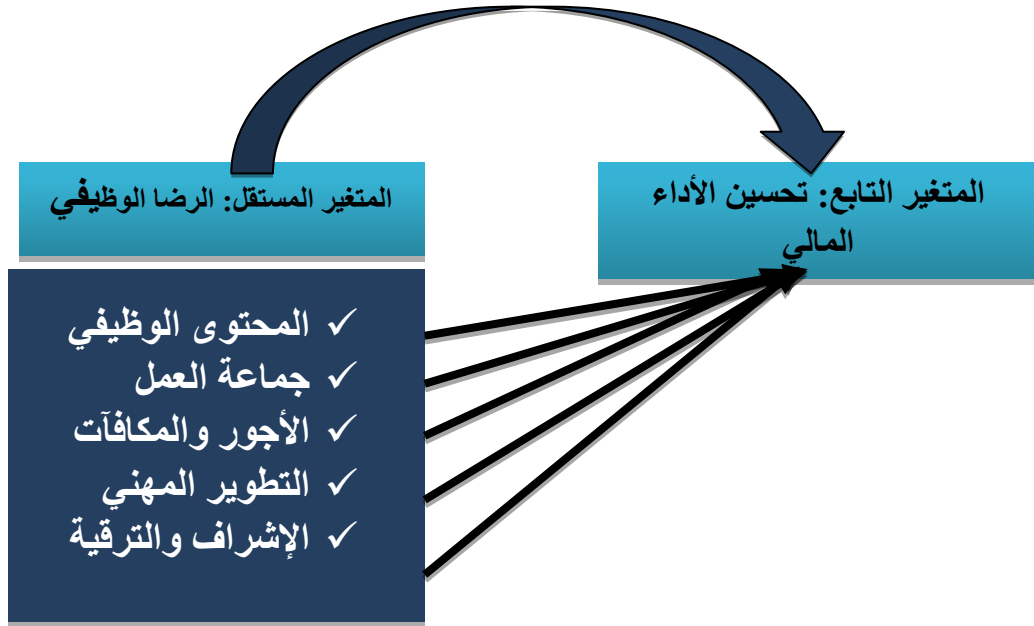 المتغير المستقل: الرضا الوظيفي
المتغير التابع: تحسين الأداء
المالي
✓ المحتوى الوظيفي
✓ جماعة العمل
✓ الأجور والمكافآت
✓ التطوير المهني
✓ الإشراف والترقية